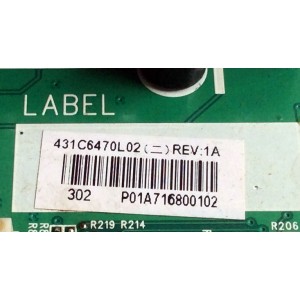 LABEL
431C6470L02(二)REV:1A
302 P01A716800102
R219 R214
R206